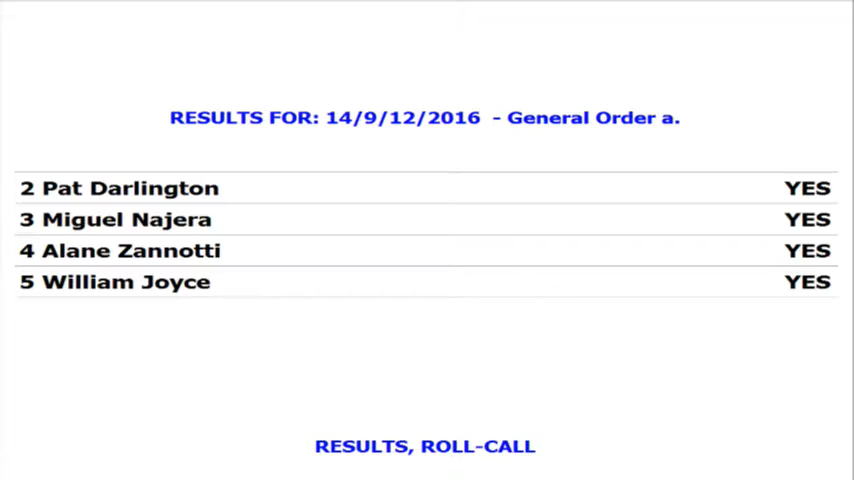 RESULTS FOR: 14/9/12/2016 - General Order a.
2 Pat Darlington YES
3 Miguel Najera YES
4 Alane Zannotti YES
5 William Joyce YES
RESULTS, ROLL-CALL